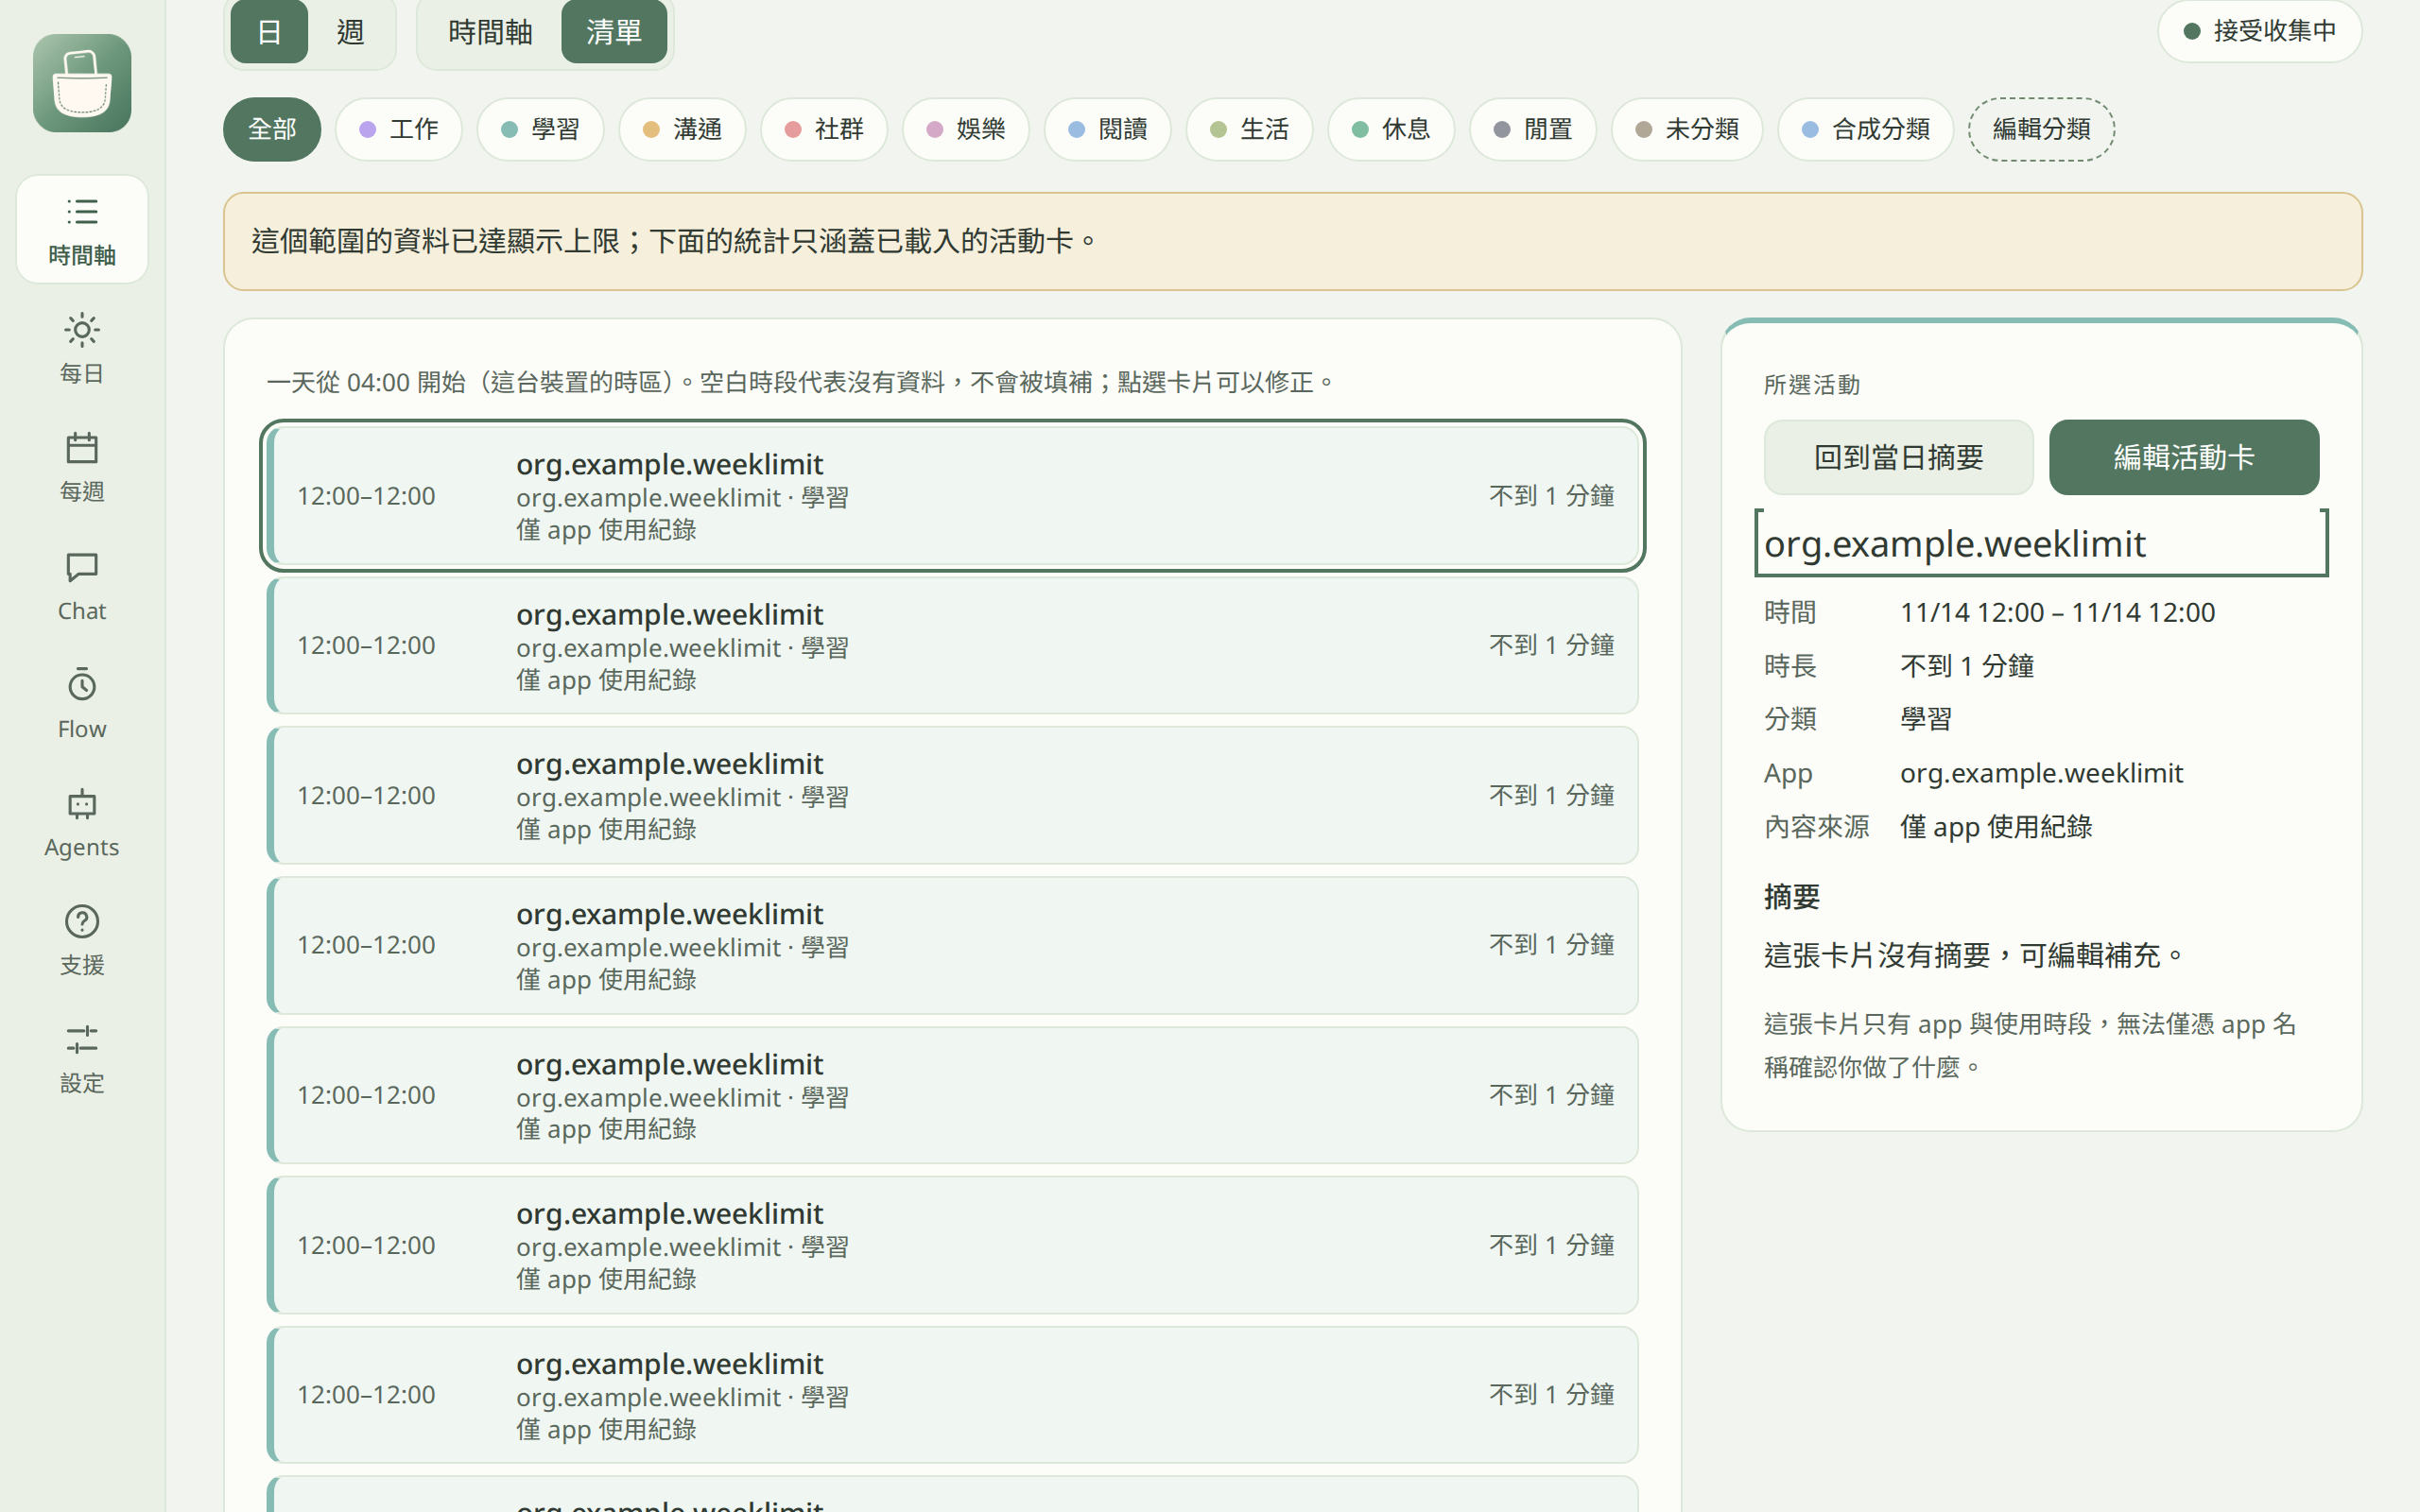 日 週 時間軸 清單 接受收集中
全部 工作 學習 溝通 社群 娛樂 閱讀 生活 休息 閒置 未分類 合成分類 編輯分類
這個範圍的資料已達顯示上限；下面的統計只涵蓋已載入的活動卡。
時間軸
每日
每週
Chat
Flow
Agents
支援
設定
一天從 04:00 開始（這台裝置的時區）。空白時段代表沒有資料，不會被填補；點選卡片可以修正。
12:00–12:00
org.example.weeklimit
org.example.weeklimit · 學習
僅 app 使用紀錄
不到 1 分鐘
12:00–12:00
org.example.weeklimit
org.example.weeklimit · 學習
僅 app 使用紀錄
不到 1 分鐘
12:00–12:00
org.example.weeklimit
org.example.weeklimit · 學習
僅 app 使用紀錄
不到 1 分鐘
12:00–12:00
org.example.weeklimit
org.example.weeklimit · 學習
僅 app 使用紀錄
不到 1 分鐘
12:00–12:00
org.example.weeklimit
org.example.weeklimit · 學習
僅 app 使用紀錄
不到 1 分鐘
12:00–12:00
org.example.weeklimit
org.example.weeklimit · 學習
僅 app 使用紀錄
不到 1 分鐘
12:00–12:00
org.example.weeklimit
org.example.weeklimit · 學習
僅 app 使用紀錄
不到 1 分鐘
所選活動
回到當日摘要 編輯活動卡
org.example.weeklimit
時間 11/14 12:00 – 11/14 12:00
時長 不到 1 分鐘
分類 學習
App org.example.weeklimit
內容來源 僅 app 使用紀錄
摘要
這張卡片沒有摘要，可編輯補充。
這張卡片只有 app 與使用時段，無法僅憑 app 名
稱確認你做了什麼。